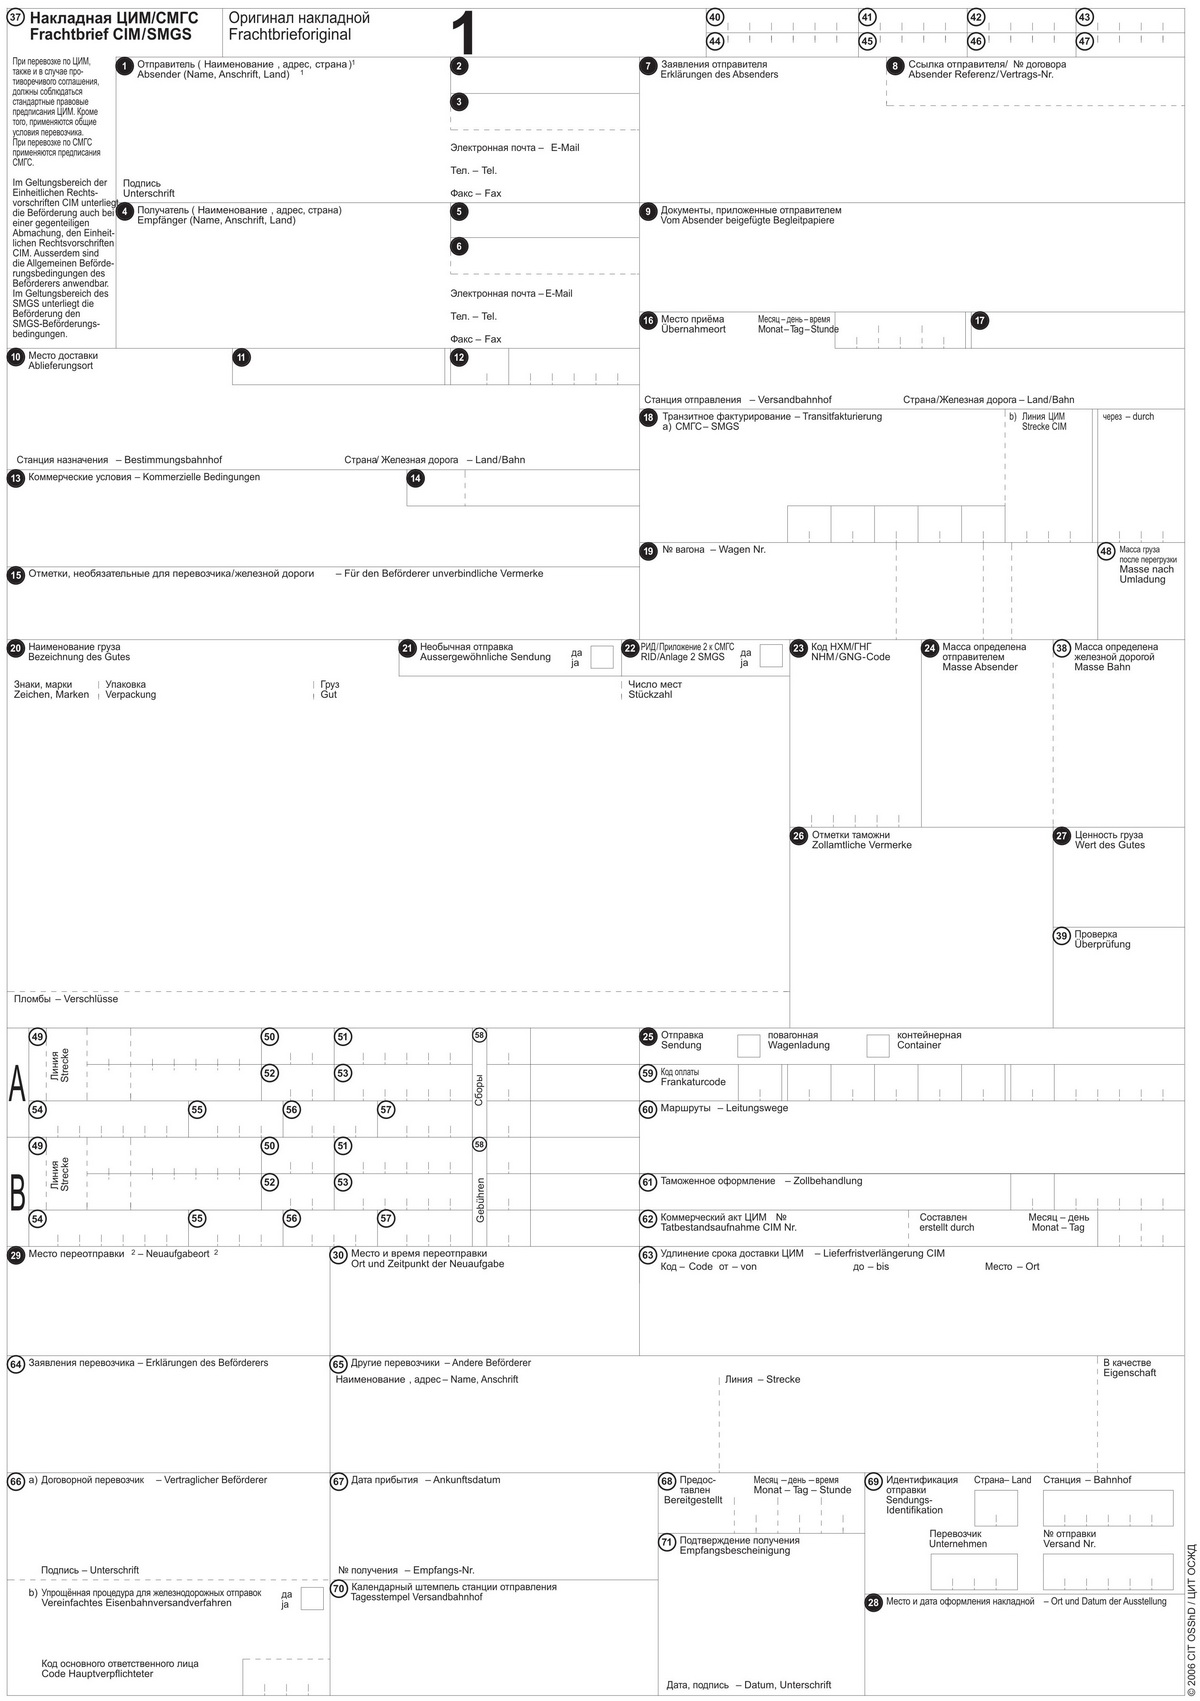 37 Накладная ЦИМ/СМГС
Frachtbrief CIM/SMGS
Оригинал накладной
Frachtbrieforiginal
1
40 41 42 43
44 45 46 47
При перевозке по ЦИМ,
также и в случае про-
тиворечивого соглашения,
должны соблюдаться
стандартные правовые
предписания ЦИМ. Кроме
того, применяются общие
условия перевозчика.
При перевозке по СМГС
применяются предписания
СМГС.
Im Geltungsbereich der
Einheitlichen Rechts-
vorschriften CIM unterliegt
die Beförderung auch bei
einer gegenteiligen
Abmachung, den Einheit-
lichen Rechtsvorschriften
CIM. Ausserdem sind
die Allgemeinen Beförde-
rungsbedingungen des
Beförderers anwendbar.
Im Geltungsbereich des
SMGS unterliegt die
Beförderung den
SMGS-Beförderungs-
bedingungen.
1 Отправитель ( Наименование , адрес, страна)1
Absender (Name, Anschrift, Land) 1
Подпись
Unterschrift
2
3
Электронная почта – E-Mail
Тел. – Tel.
Факс – Fax
4 Получатель ( Наименование , адрес, страна)
Empfänger (Name, Anschrift, Land)
5
6
Электронная почта – E-Mail
Тел. – Tel.
Факс – Fax
7 Заявления отправителя
Erklärungen des Absenders
8 Ссылка отправителя/ № договора
Absender Referenz/Vertrags-Nr.
9 Документы, приложенные отправителем
Vom Absender beigefügte Begleitpapiere
16 Место приёма
Übernahmeort
Месяц – день – время
Monat – Tag – Stunde
17
Станция отправления – Versandbahnhof
Страна/Железная дорога – Land/Bahn
10 Место доставки
Ablieferungsort
11
12
Станция назначения – Bestimmungsbahnhof
Страна/ Железная дорога – Land/Bahn
13 Коммерческие условия – Kommerzielle Bedingungen
14
15 Отметки, необязательные для перевозчика/железной дороги – Für den Beförderer unverbindliche Vermerke
18 Транзитное фактурирование – Transitfakturierung
a) СМГС – SMGS
b) Линия ЦИМ
Strecke CIM
через – durch
19 № вагона – Wagen Nr.
48 Масса груза
после перегрузки
Masse nach
Umladung
20 Наименование груза
Bezeichnung des Gutes
21 Необычная отправка
Aussergewöhnliche Sendung
да
ja
22 РИД/Приложение 2 к СМГС
RID/Anlage 2 SMGS
да
ja
Знаки, марки
Zeichen, Marken
Упаковка
Verpackung
Груз
Gut
Число мест
Stückzahl
23 Код НХМ/ГНГ
NHM/GNG-Code
24 Масса определена
отправителем
Masse Absender
38 Масса определена
железной дорогой
Masse Bahn
26 Отметки таможни
Zollamtliche Vermerke
27 Ценность груза
Wert des Gutes
39 Проверка
Überprüfung
Пломбы – Verschlüsse
A
49
Линия
Strecke
50 51
52 53
54 55 56 57
58
Сборы
B
49
Линия
Strecke
50 51
52 53
54 55 56 57
58
Gebühren
25 Отправка
Sendung
повагонная
Wagenladung
контейнерная
Container
59 Код оплаты
Frankaturcode
60 Маршруты – Leitungswege
61 Таможенное оформление – Zollbehandlung
62 Коммерческий акт ЦИМ №
Tatbestandsaufnahme CIM Nr.
Составлен
erstellt durch
Месяц – день
Monat – Tag
29 Место переотправки 2 – Neuaufgabeort 2
30 Место и время переотправки
Ort und Zeitpunkt der Neuaufgabe
63 Удлинение срока доставки ЦИМ – Lieferfristverlängerung CIM
Код – Code от – von до – bis Место – Ort
64 Заявления перевозчика – Erklärungen des Beförderers
65 Другие перевозчики – Andere Beförderer
Наименование , адрес – Name, Anschrift
Линия – Strecke
В качестве
Eigenschaft
66 a) Договорной перевозчик – Vertraglicher Beförderer
Подпись – Unterschrift
b) Упрощённая процедура для железнодорожных отправок
Vereinfachtes Eisenbahnversandverfahren
да
ja
Код основного ответственного лица
Code Hauptverpflichteter
67 Дата прибытия – Ankunftsdatum
№ получения – Empfangs-Nr.
70 Календарный штемпель станции отправления
Tagesstempel Versandbahnhof
68 Предос-
тавлен
Bereitgestellt
Месяц – день – время
Monat – Tag – Stunde
71 Подтверждение получения
Empfangsbescheinigung
Дата, подпись – Datum, Unterschrift
69 Идентификация
отправки
Sendungs-
Identifikation
Страна – Land
Станция – Bahnhof
Перевозчик
Unternehmen
№ отправки
Versand Nr.
28 Место и дата оформления накладной – Ort und Datum der Ausstellung
© 2006 CIT OSShD / ЦИТ ОСЖД